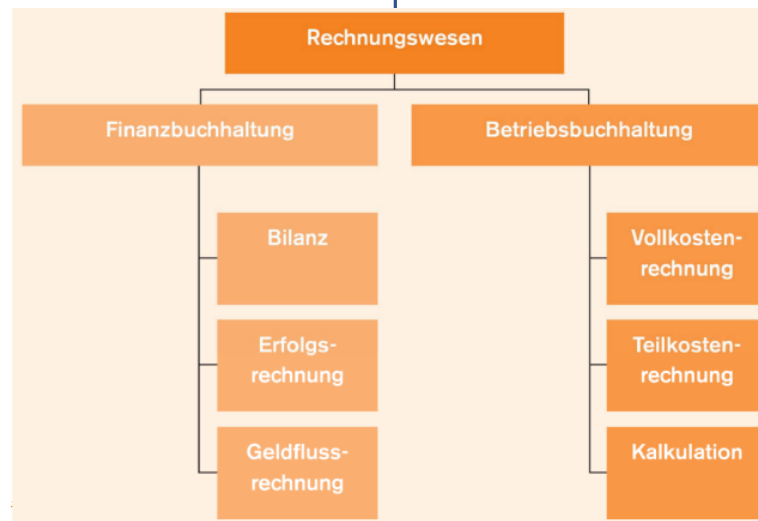 Rechnungswesen
Finanzbuchhaltung
Betriebsbuchhaltung
Bilanz
Vollkosten-
rechnung
Erfolgs-
rechnung
Teilkosten-
rechnung
Geldfluss-
rechnung
Kalkulation